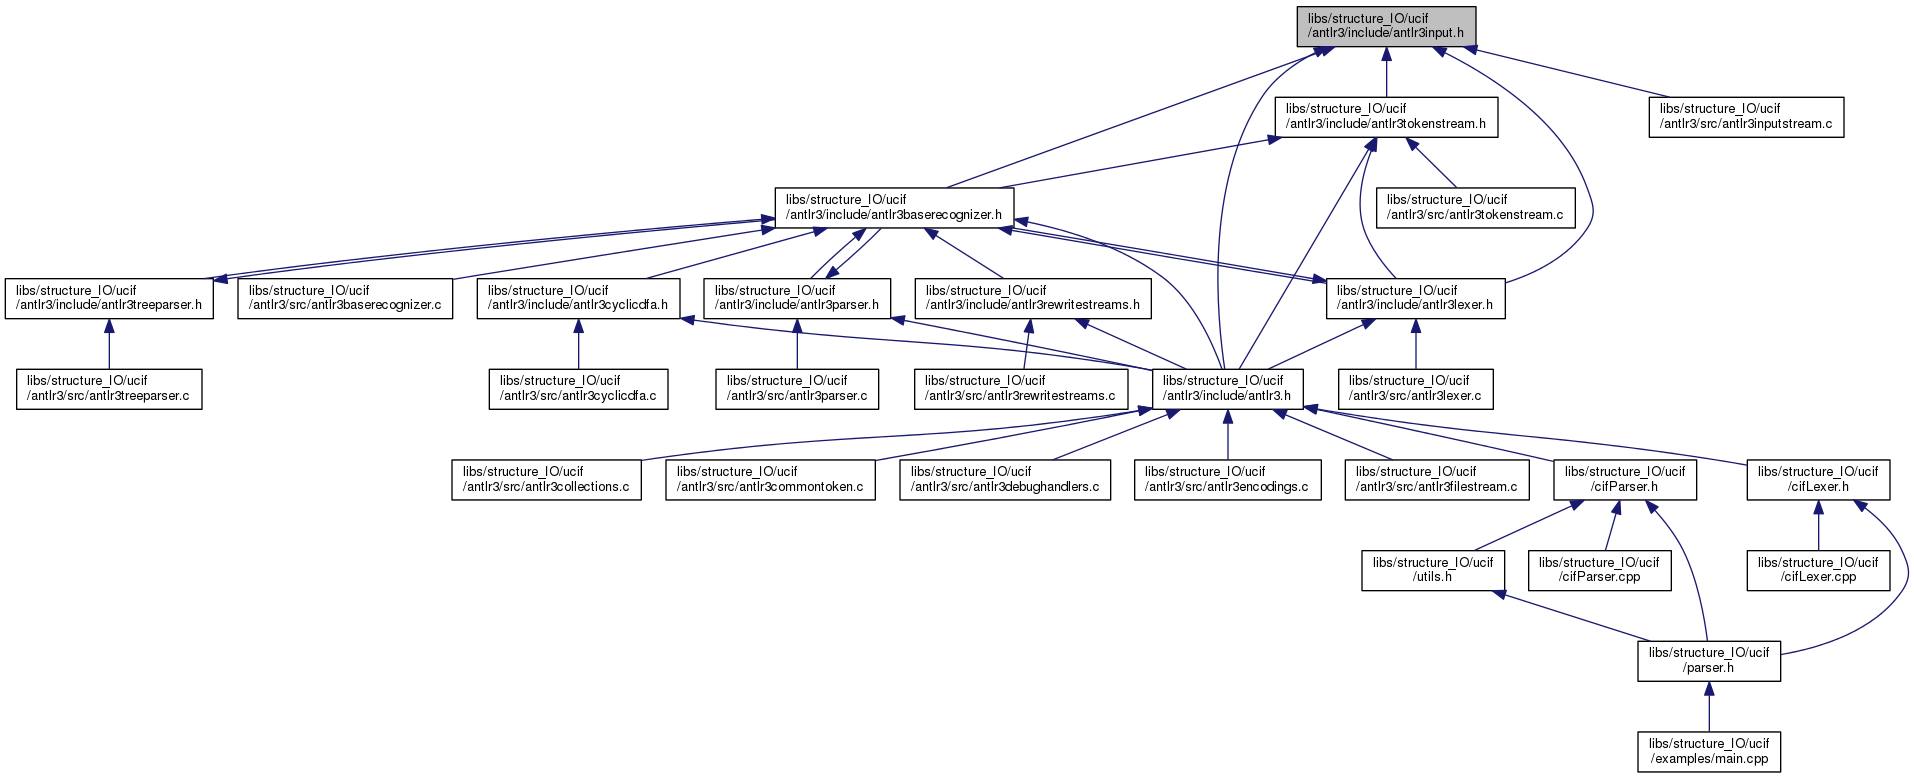 libs/structure_IO/ucif
/antlr3/include/antlr3input.h
libs/structure_IO/ucif
/antlr3/include/antlr3tokenstream.h
libs/structure_IO/ucif
/antlr3/src/antlr3inputstream.c
libs/structure_IO/ucif
/antlr3/include/antlr3baserecognizer.h
libs/structure_IO/ucif
/antlr3/src/antlr3tokenstream.c
libs/structure_IO/ucif
/antlr3/include/antlr3treeparser.h
libs/structure_IO/ucif
/antlr3/src/antlr3baserecognizer.c
libs/structure_IO/ucif
/antlr3/include/antlr3cyclicdfa.h
libs/structure_IO/ucif
/antlr3/include/antlr3parser.h
libs/structure_IO/ucif
/antlr3/include/antlr3rewritestreams.h
libs/structure_IO/ucif
/antlr3/include/antlr3lexer.h
libs/structure_IO/ucif
/antlr3/src/antlr3treeparser.c
libs/structure_IO/ucif
/antlr3/src/antlr3cyclicdfa.c
libs/structure_IO/ucif
/antlr3/src/antlr3parser.c
libs/structure_IO/ucif
/antlr3/src/antlr3rewritestreams.c
libs/structure_IO/ucif
/antlr3/include/antlr3.h
libs/structure_IO/ucif
/antlr3/src/antlr3lexer.c
libs/structure_IO/ucif
/antlr3/src/antlr3collections.c
libs/structure_IO/ucif
/antlr3/src/antlr3commontoken.c
libs/structure_IO/ucif
/antlr3/src/antlr3debughandlers.c
libs/structure_IO/ucif
/antlr3/src/antlr3encodings.c
libs/structure_IO/ucif
/antlr3/src/antlr3filestream.c
libs/structure_IO/ucif
/cifParser.h
libs/structure_IO/ucif
/cifLexer.h
libs/structure_IO/ucif
/utils.h
libs/structure_IO/ucif
/cifParser.cpp
libs/structure_IO/ucif
/cifLexer.cpp
libs/structure_IO/ucif
/parser.h
libs/structure_IO/ucif
/examples/main.cpp